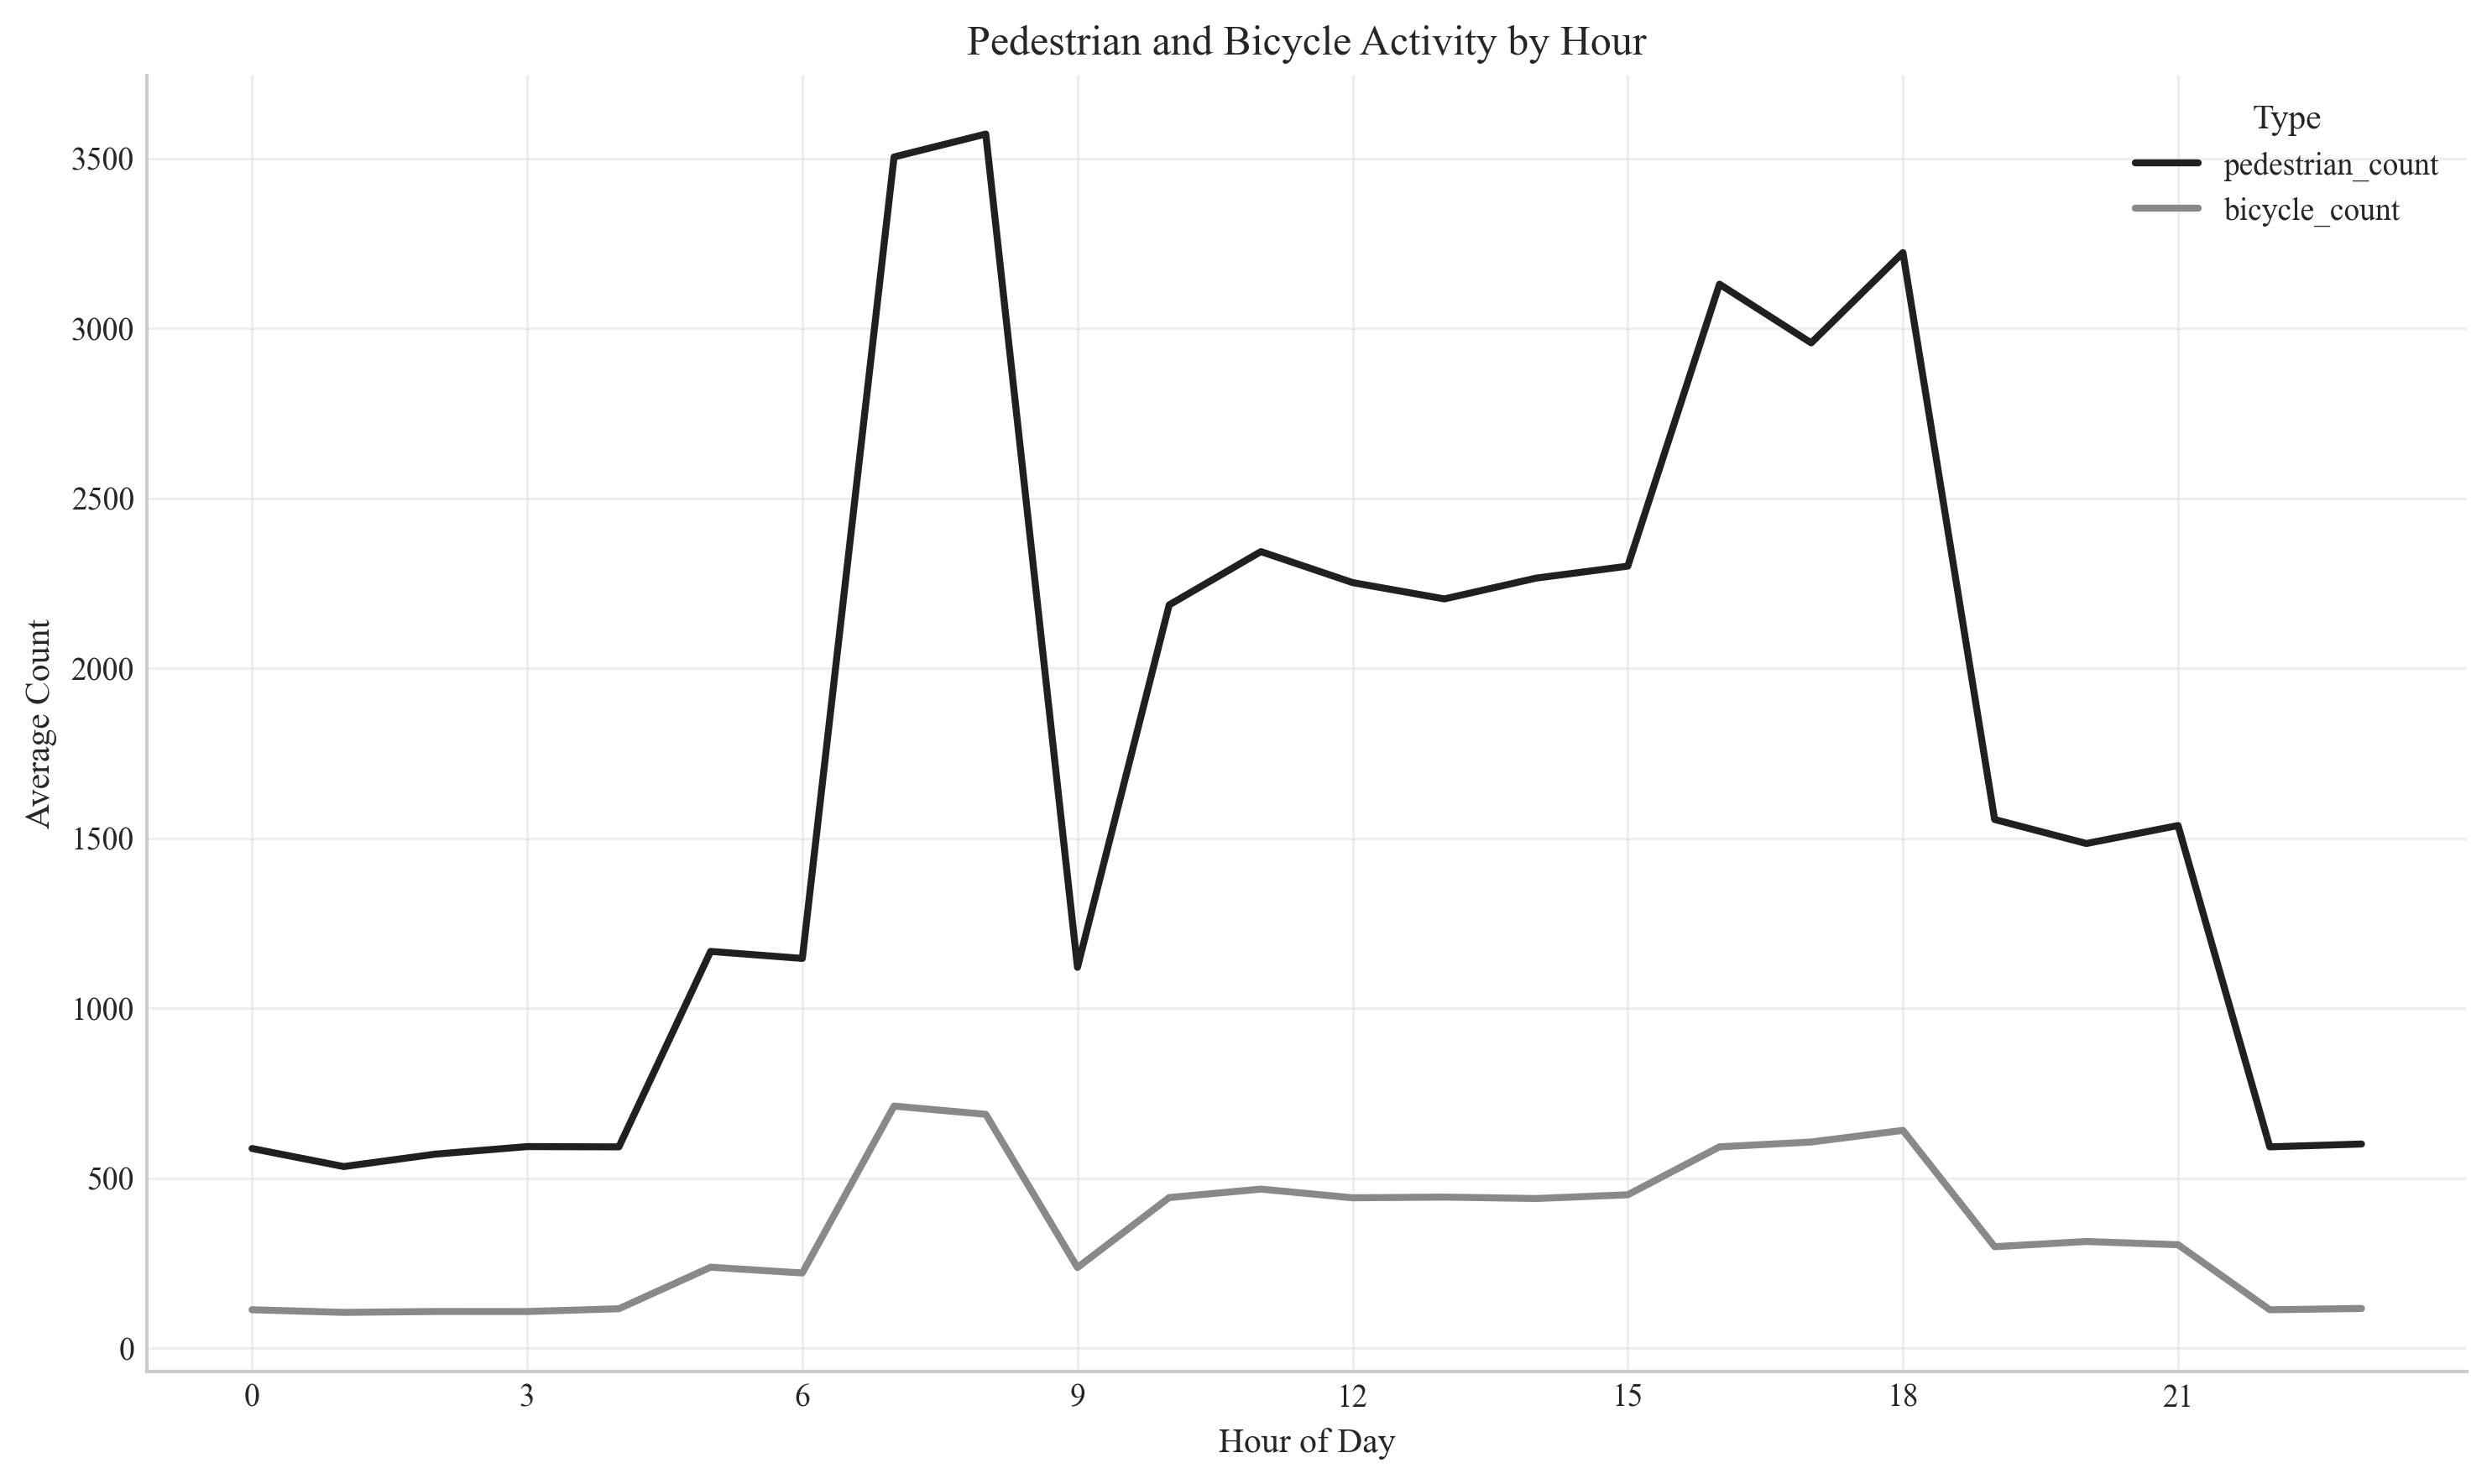 Pedestrian and Bicycle Activity by Hour
Type
pedestrian_count
bicycle_count
Average Count
3500
3000
2500
2000
1500
1000
500
0
0 3 6 9 12 15 18 21
Hour of Day